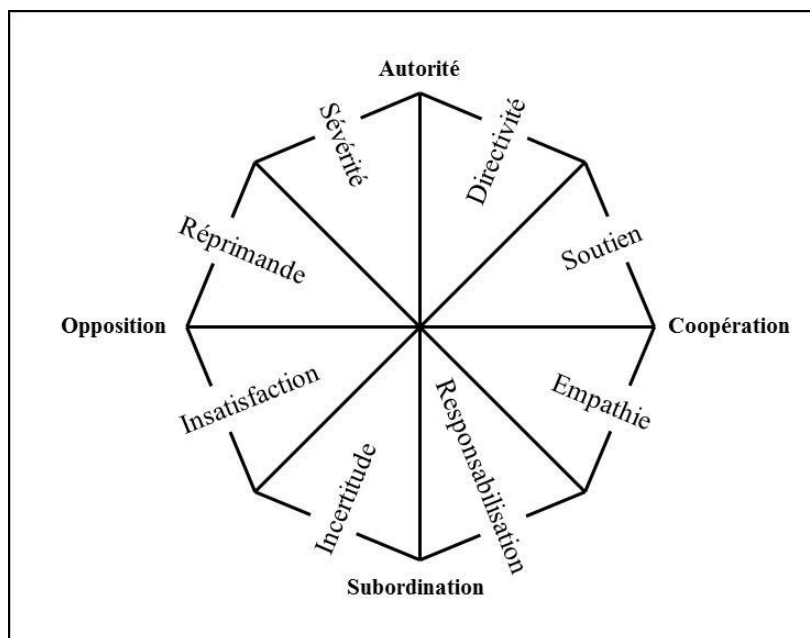 Autorité
Sévérité
Directivité
Réprimande
Soutien
Opposition
Coopération
Insatisfaction
Empathie
Incertitude
Responsabilisation
Subordination